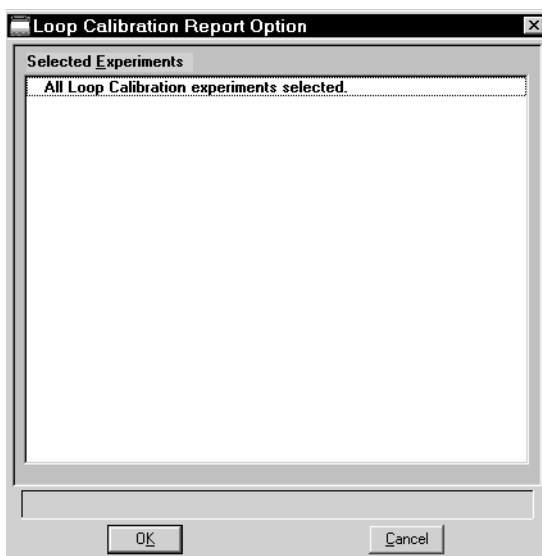 Loop Calibration Report Option
Selected Experiments
All Loop Calibration experiments selected.
OK
Cancel